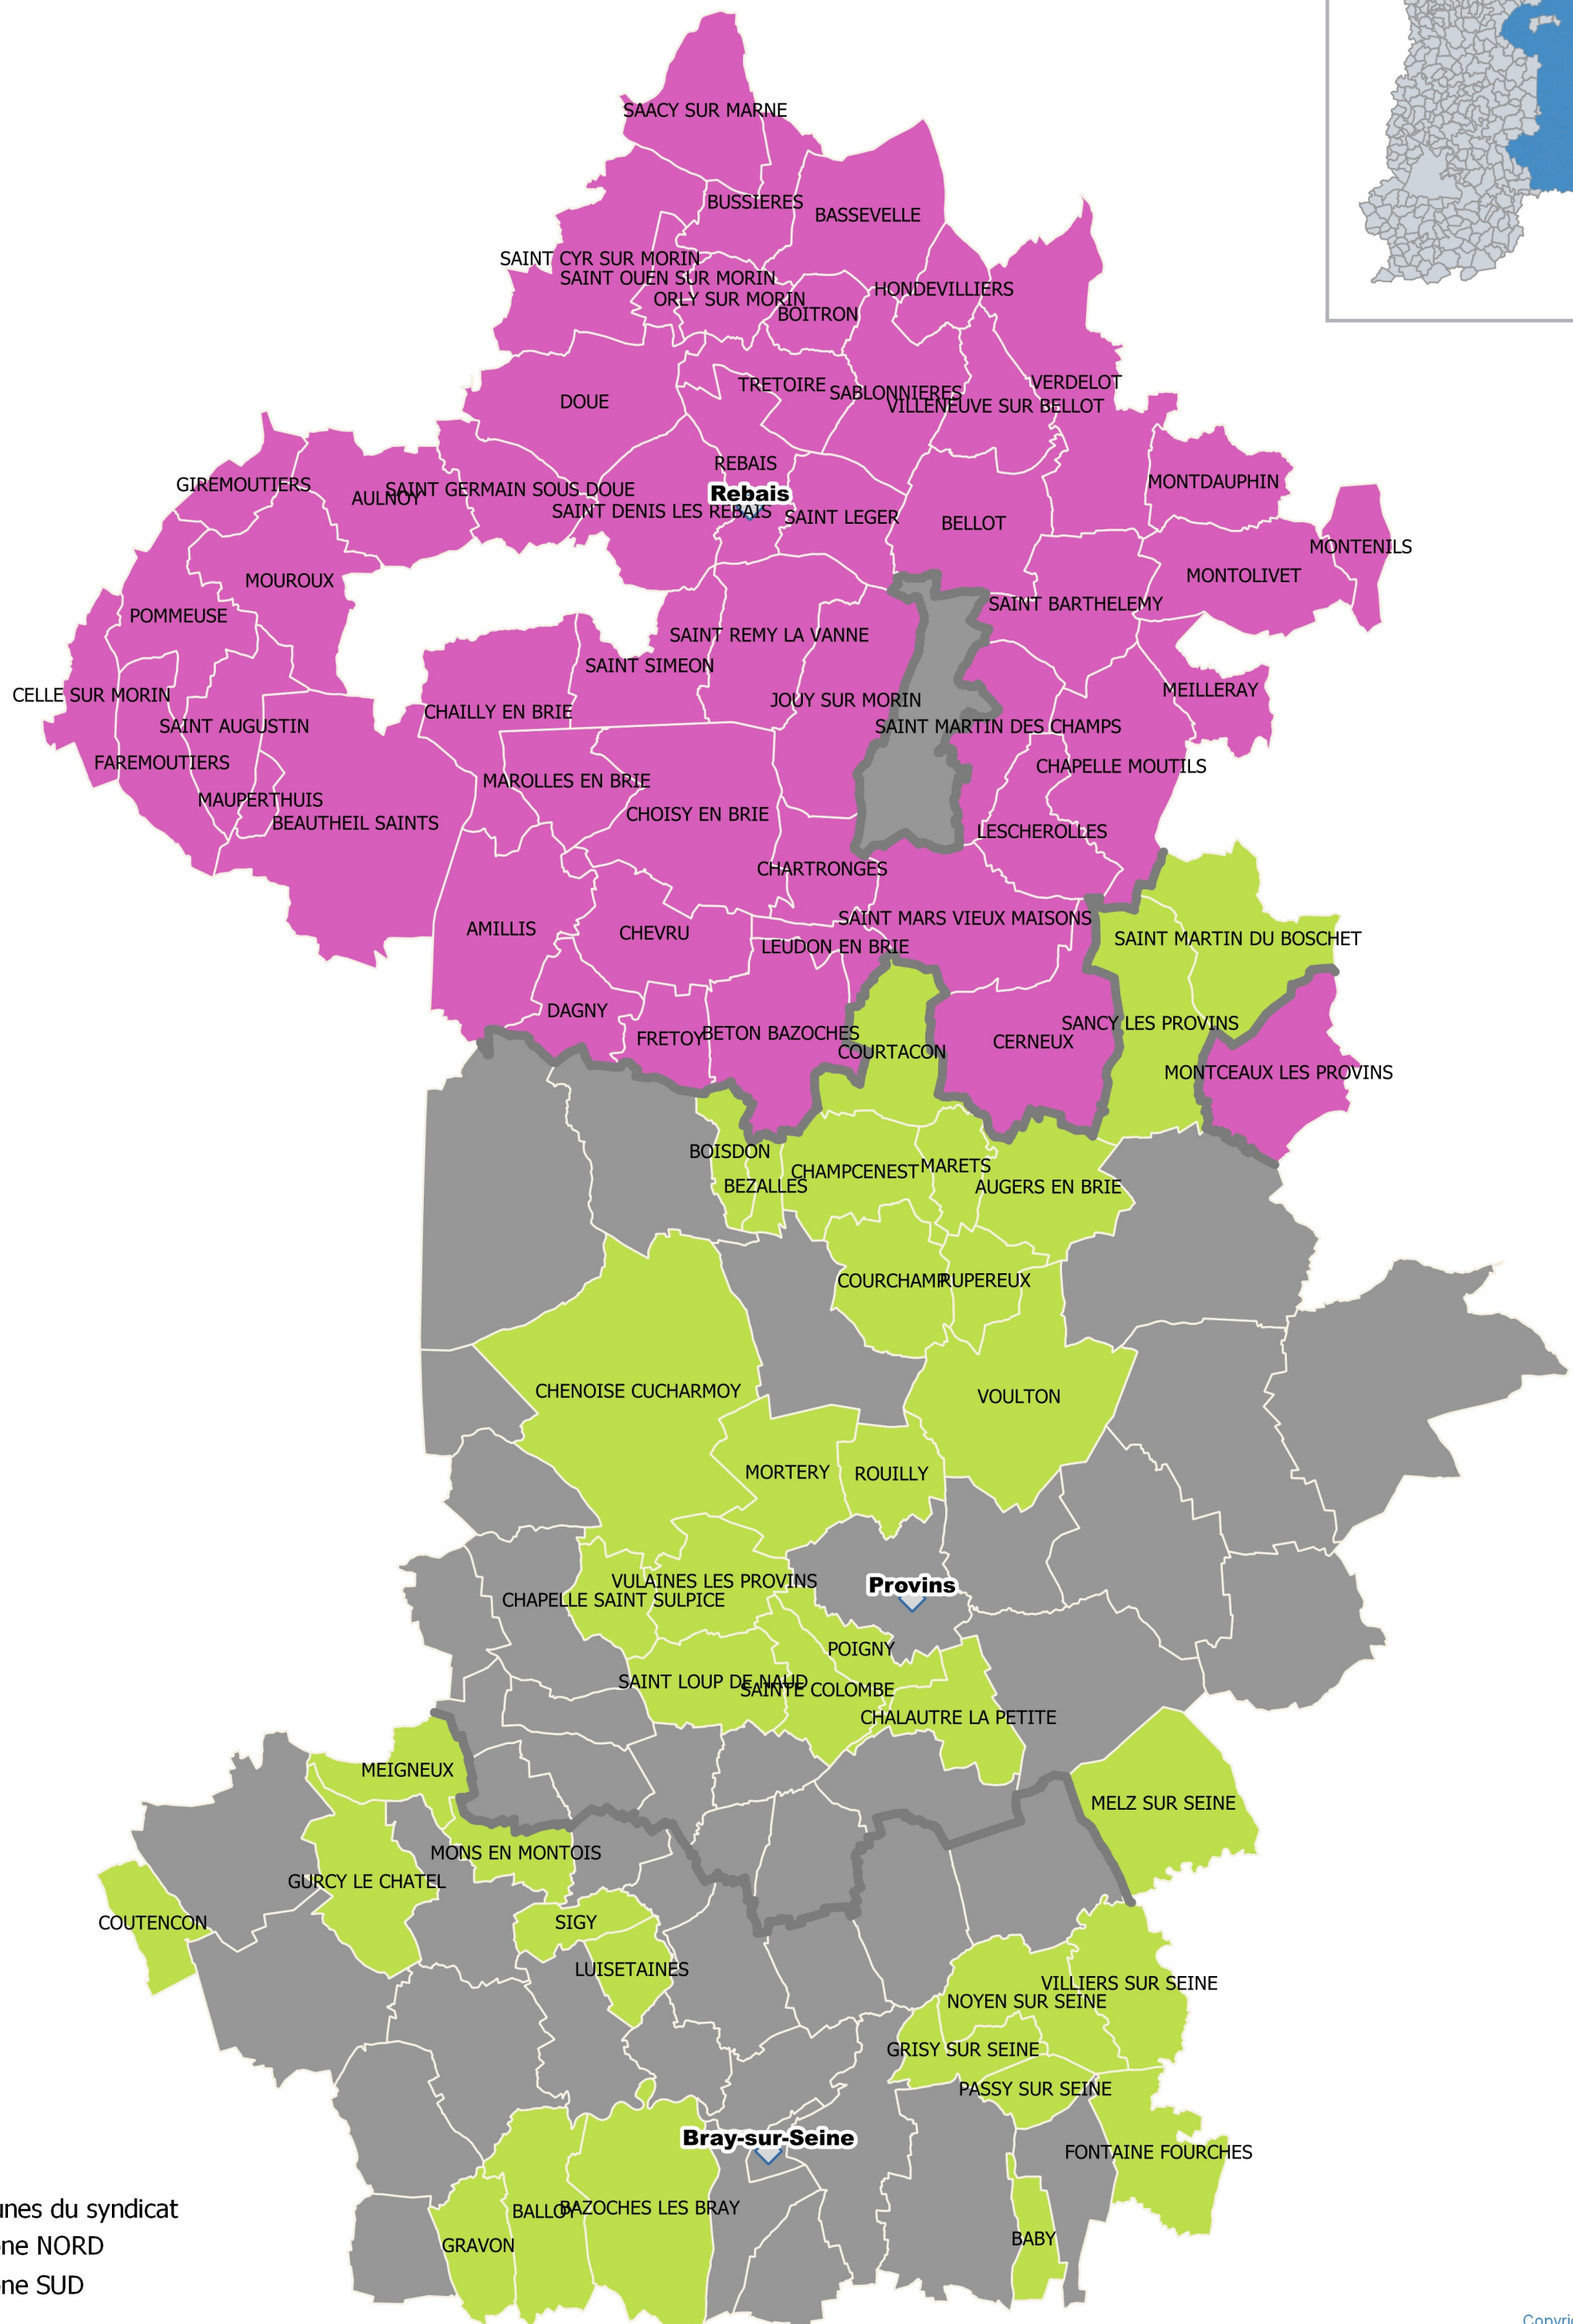 SAACY SUR MARNE
BUSSIERES
BASSEVELLE
SAINT CYR SUR MORIN
SAINT OUEN SUR MORIN
HONDEVILLIERS
ORLY SUR MORIN
BOITRON
VERDELOT
TRETOIRE
SABLONNIERES
DOUE
VILLENEUVE SUR BELLOT
REBAIS
MONTDAUPHIN
GIREMOUTIERS
SAINT GERMAIN SOUS DOUE
Rebais
AULNOY
SAINT DENIS LES REBAIS
SAINT LEGER
BELLOT
MONTENILS
MONTOLIVET
MOUROUX
SAINT BARTHELEMY
POMMEUSE
SAINT REMY LA VANNE
SAINT SIMEON
MEILLERAY
CELLE SUR MORIN
JOUY SUR MORIN
CHAILLY EN BRIE
SAINT AUGUSTIN
SAINT MARTIN DES CHAMPS
FAREMOUTIERS
CHAPELLE MOUTILS
MAROLLES EN BRIE
MAUPERTHUIS
CHOISY EN BRIE
BEAUTHEIL SAINTS
LESCHEROLLES
CHARTRONGES
SAINT MARS VIEUX MAISONS
AMILLIS
CHEVRU
SAINT MARTIN DU BOSCHET
LEUDON EN BRIE
DAGNY
SANCY LES PROVINS
BETON BAZOCHES
FRETOY
CERNEUX
COURTACON
MONTCEAUX LES PROVINS
BOISDON
MARETS
CHAMPCENEST
BEZALLES
AUGERS EN BRIE
COURCHAMP
RUPEREUX
CHENOISE CUCHARMOY
VOULTON
MORTERY
ROUILLY
VULAINES LES PROVINS
Provins
CHAPELLE SAINT SULPICE
POIGNY
SAINT LOUP DE NAUD
SAINTE COLOMBE
CHALAUTRE LA PETITE
MEIGNEUX
MELZ SUR SEINE
MONS EN MONTOIS
GURCY LE CHATEL
COUTENCON
SIGY
LUISETAINES
VILLIERS SUR SEINE
NOYEN SUR SEINE
GRISY SUR SEINE
PASSY SUR SEINE
Bray-sur-Seine
FONTAINE FOURCHES
BALLOY
BAZOCHES LES BRAY
BABY
GRAVON
unes du syndicat
ne NORD
ne SUD
Copyri